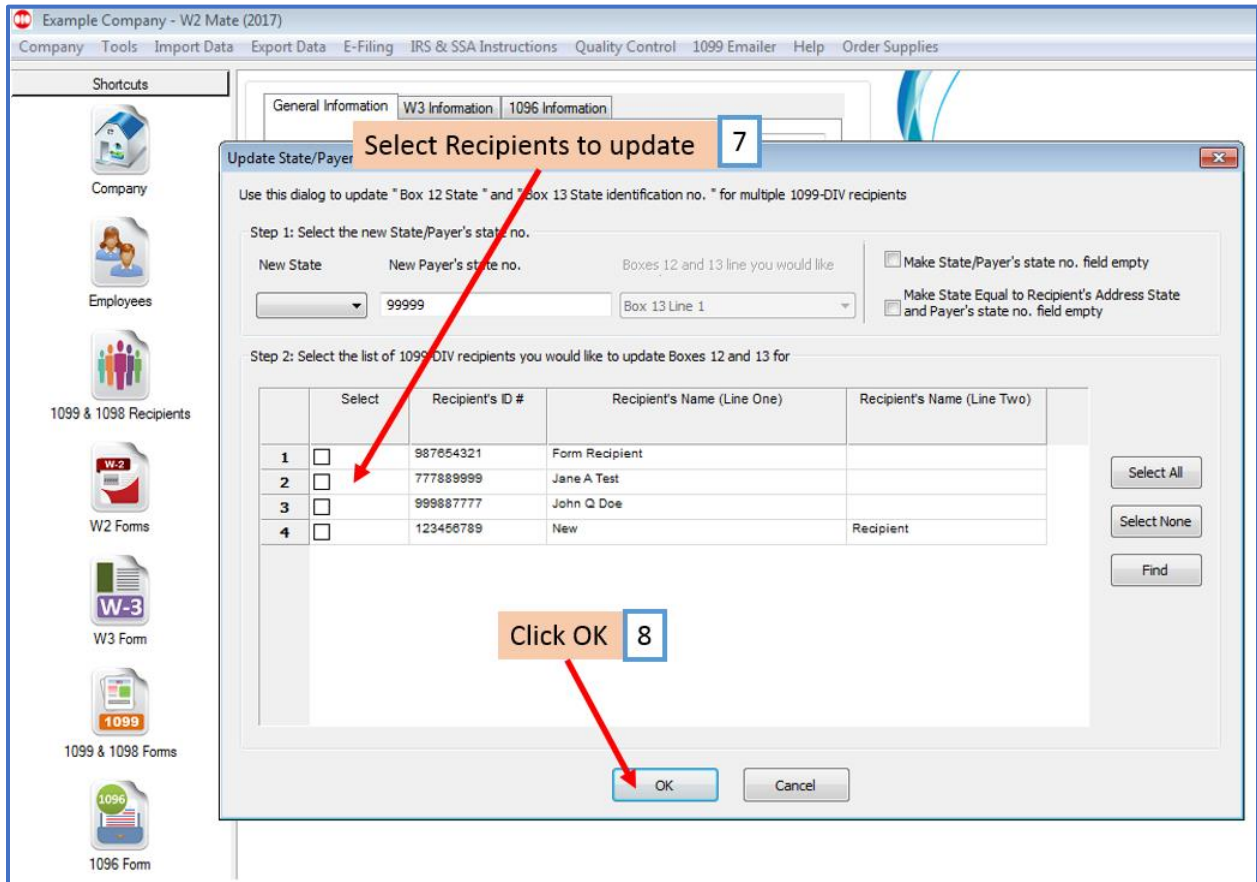 Example Company - W2 Mate (2017)
Company Tools Import Data Export Data E-Filing IRS & SSA Instructions Quality Control 1099 Emailer Help Order Supplies
Shortcuts
Company
Employees
1099 & 1098 Recipients
W-2
W2 Forms
W-3
W3 Form
1099
1099 & 1098 Forms
1096
1096 Form
General Information W3 Information 1096 Information
Select Recipients to update 7
Update State/Payer
Use this dialog to update " Box 12 State " and " Box 13 State identification no. " for multiple 1099-DIV recipients
Step 1: Select the new State/Payer's state no.
New State New Payer's state no. Boxes 12 and 13 line you would like
99999 Box 13 Line 1
Make State/Payer's state no. field empty
Make State Equal to Recipient's Address State
and Payer's state no. field empty
Step 2: Select the list of 1099-DIV recipients you would like to update Boxes 12 and 13 for
Select Recipient's ID # Recipient's Name (Line One) Recipient's Name (Line Two)
1 987654321 Form Recipient
2 777889999 Jane A Test
3 999887777 John Q Doe
4 123456789 New Recipient
Select All
Select None
Find
Click OK 8
OK Cancel